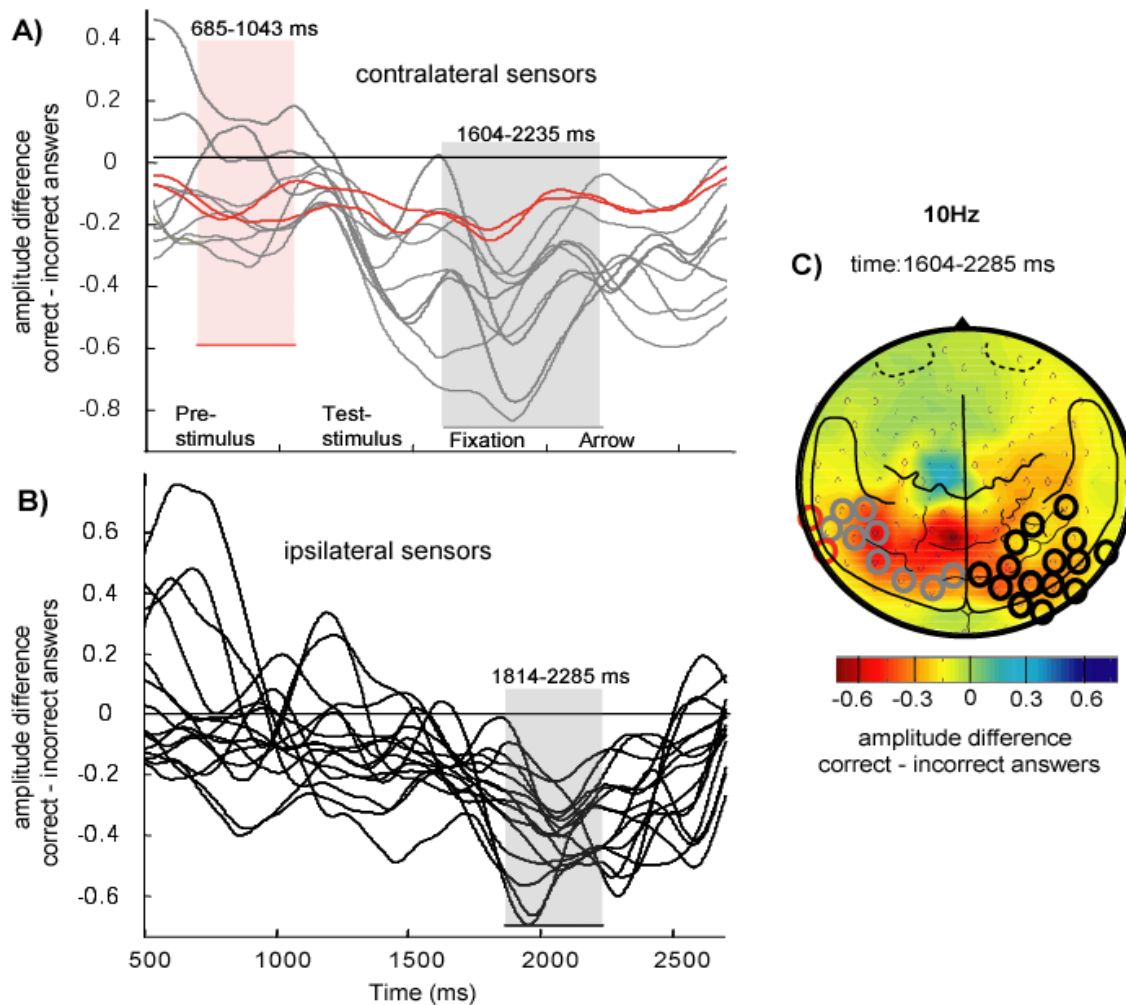 A)
685-1043 ms
contralateral sensors
1604-2235 ms
0.4
0.2
0
-0.2
-0.4
-0.6
-0.8
amplitude difference
correct - incorrect answers
Pre-
stimulus
Test-
stimulus
Fixation
Arrow
B)
ipsilateral sensors
1814-2285 ms
0.6
0.4
0.2
0
-0.2
-0.4
-0.6
amplitude difference
correct - incorrect answers
500
1000
1500
2000
2500
Time (ms)
10Hz
C)
time:1604-2285 ms
-0.6
-0.3
0
0.3
0.6
amplitude difference
correct - incorrect answers